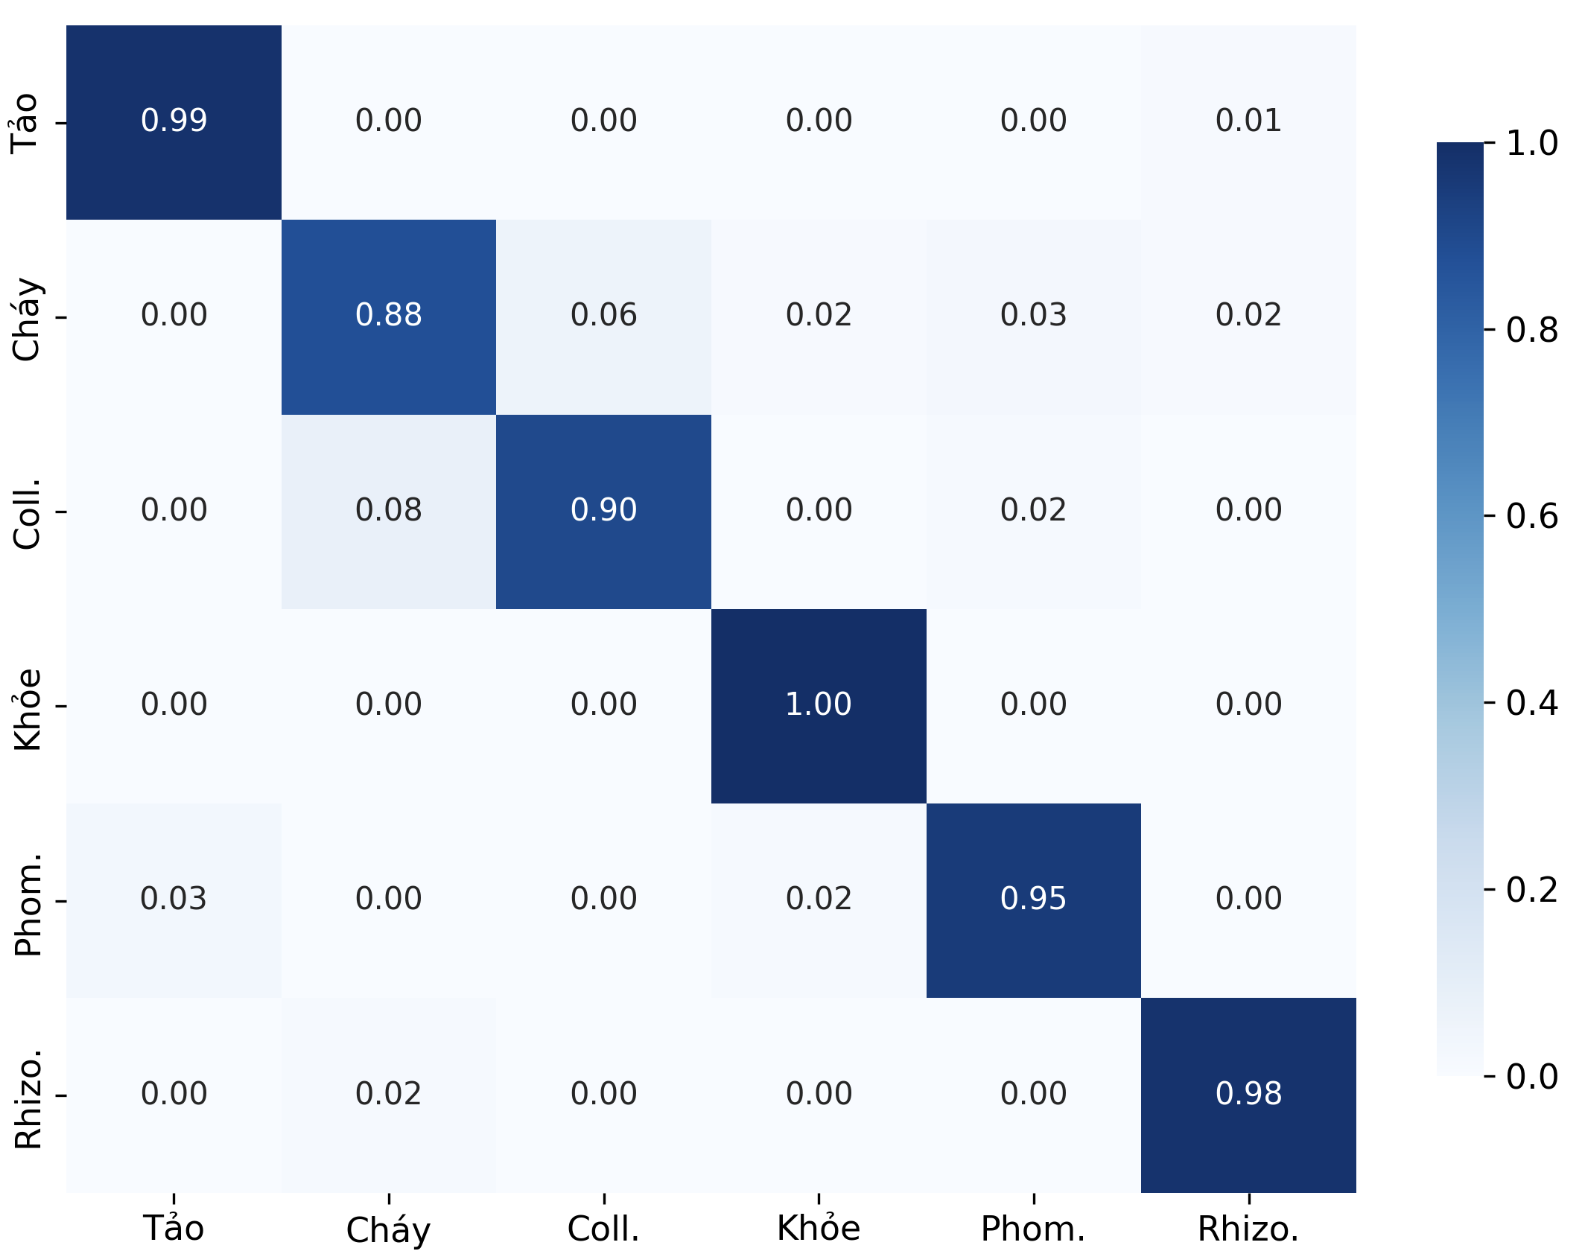 Tảo 0.99 0.00 0.00 0.00 0.00 0.01
Cháy 0.00 0.88 0.06 0.02 0.03 0.02
Coll. 0.00 0.08 0.90 0.00 0.02 0.00
Khỏe 0.00 0.00 0.00 1.00 0.00 0.00
Phom. 0.03 0.00 0.00 0.02 0.95 0.00
Rhizo. 0.00 0.02 0.00 0.00 0.00 0.98
Tảo Cháy Coll. Khỏe Phom. Rhizo.
1.0
0.8
0.6
0.4
0.2
0.0